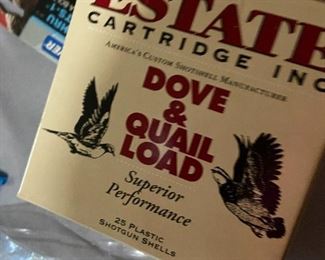 ESTATE
CARTRIDGE INC
AMERICA'S CUSTOM SHOTSHELL MANUFACTURER
DOVE
&
QUAIL
LOAD
Superior
Performance
25 PLASTIC
SHOTGUN SHELLS